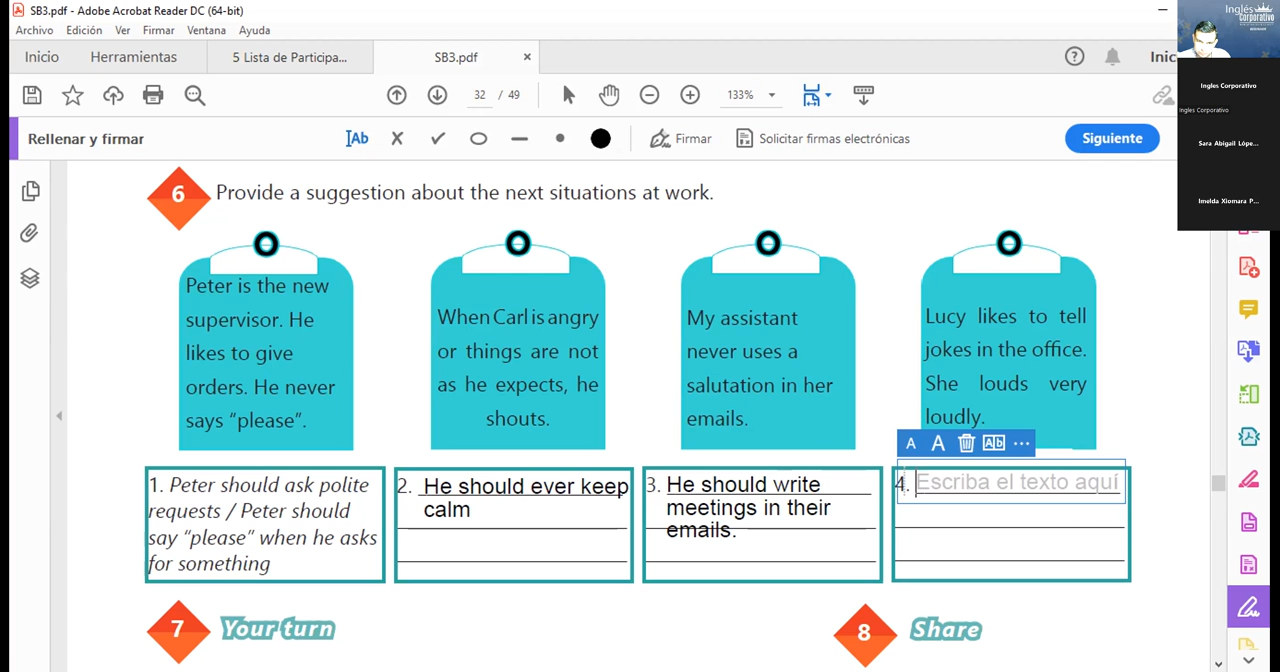 SB3.pdf - Adobe Acrobat Reader DC (64-bit)
Archivo Edición Ver Firmar Ventana Ayuda
Inicio Herramientas 5 Lista de Participa... SB3.pdf × Inic
32 / 49 133%
Rellenar y firmar Ab Firmar Solicitar firmas electrónicas Siguiente
Inglés
Corporativo
Ingles Corporativo
Ingles Corporativo
Sara Abigail Lópe...
Imelda Xiomara P...
6 Provide a suggestion about the next situations at work.
Peter is the new
supervisor. He
likes to give
orders. He never
says “please”.
When Carl is angry
or things are not
as he expects, he
shouts.
My assistant
never uses a
salutation in her
emails.
Lucy likes to tell
jokes in the office.
She louds very
loudly.
A A Ab ...
1. Peter should ask polite
requests / Peter should
say “please” when he asks
for something
2. He should ever keep
calm
3. He should write
meetings in their
emails.
4. Escriba el texto aquí
7 Your turn
8 Share